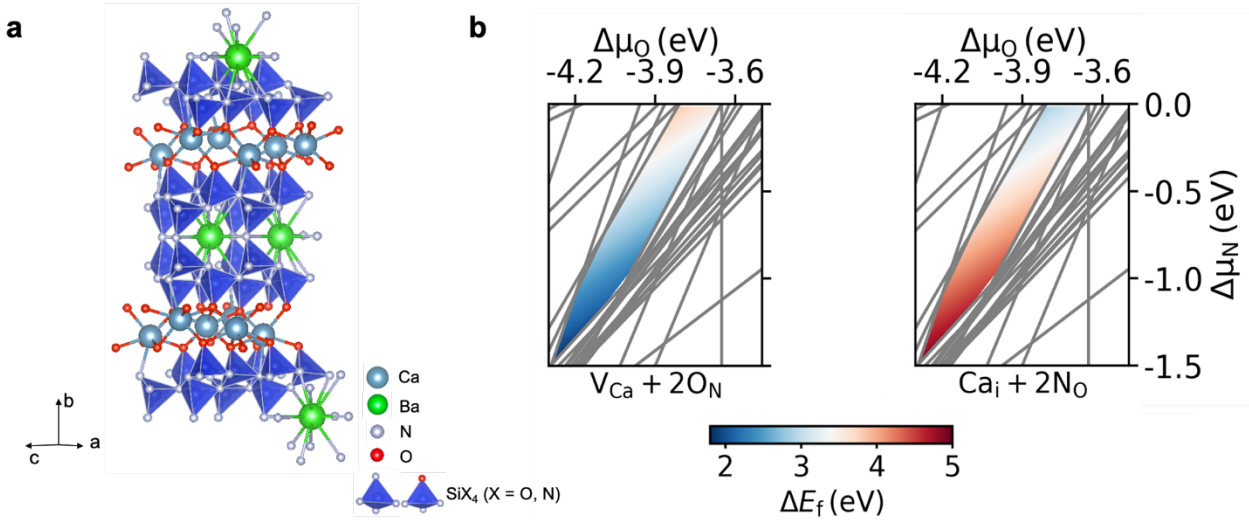 a
b
c
a
Ca
Ba
N
O
SiX₄ (X = O, N)
b
Δμ_O (eV)
-4.2 -3.9 -3.6
V_Ca + 2O_N
Δμ_O (eV)
-4.2 -3.9 -3.6
0.0
-0.5
-1.0
-1.5
Δμ_N (eV)
Ca_i + 2N_O
2 3 4 5
ΔE_f (eV)